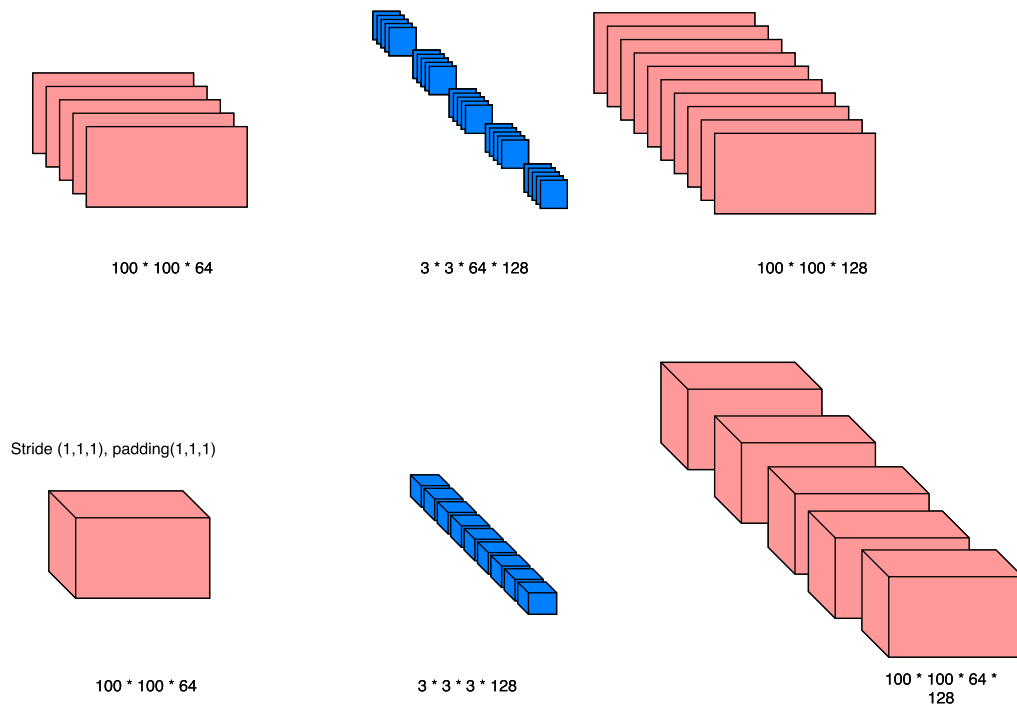 100 * 100 * 64
3 * 3 * 64 * 128
100 * 100 * 128
Stride (1,1,1), padding(1,1,1)
100 * 100 * 64
3 * 3 * 3 * 128
100 * 100 * 64 *
128